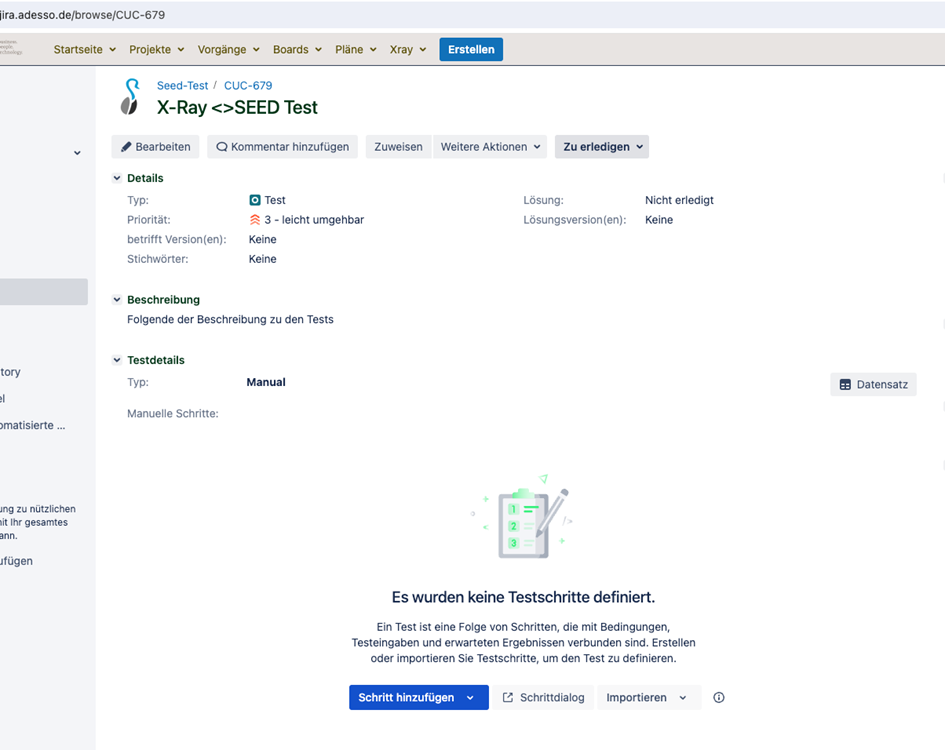 jira.adesso.de/browse/CUC-679
Startseite Projekte Vorgänge Boards Pläne Xray Erstellen
Seed-Test / CUC-679
X-Ray <>SEED Test
Bearbeiten Kommentar hinzufügen Zuweisen Weitere Aktionen Zu erledigen
Details
Typ: Test Lösung: Nicht erledigt
Priorität: 3 - leicht umgehbar Lösungsversion(en): Keine
betrifft Version(en): Keine
Stichwörter: Keine
Beschreibung
Folgende der Beschreibung zu den Tests
Testdetails
Typ: Manual Datensatz
Manuelle Schritte:
tory
el
omatisierte ...
ung zu nützlichen
mit Ihr gesamtes
ann.
ufügen
1
2
3
Es wurden keine Testschritte definiert.
Ein Test ist eine Folge von Schritten, die mit Bedingungen,
Testeingaben und erwarteten Ergebnissen verbunden sind. Erstellen
oder importieren Sie Testschritte, um den Test zu definieren.
Schritt hinzufügen Schrittdialog Importieren